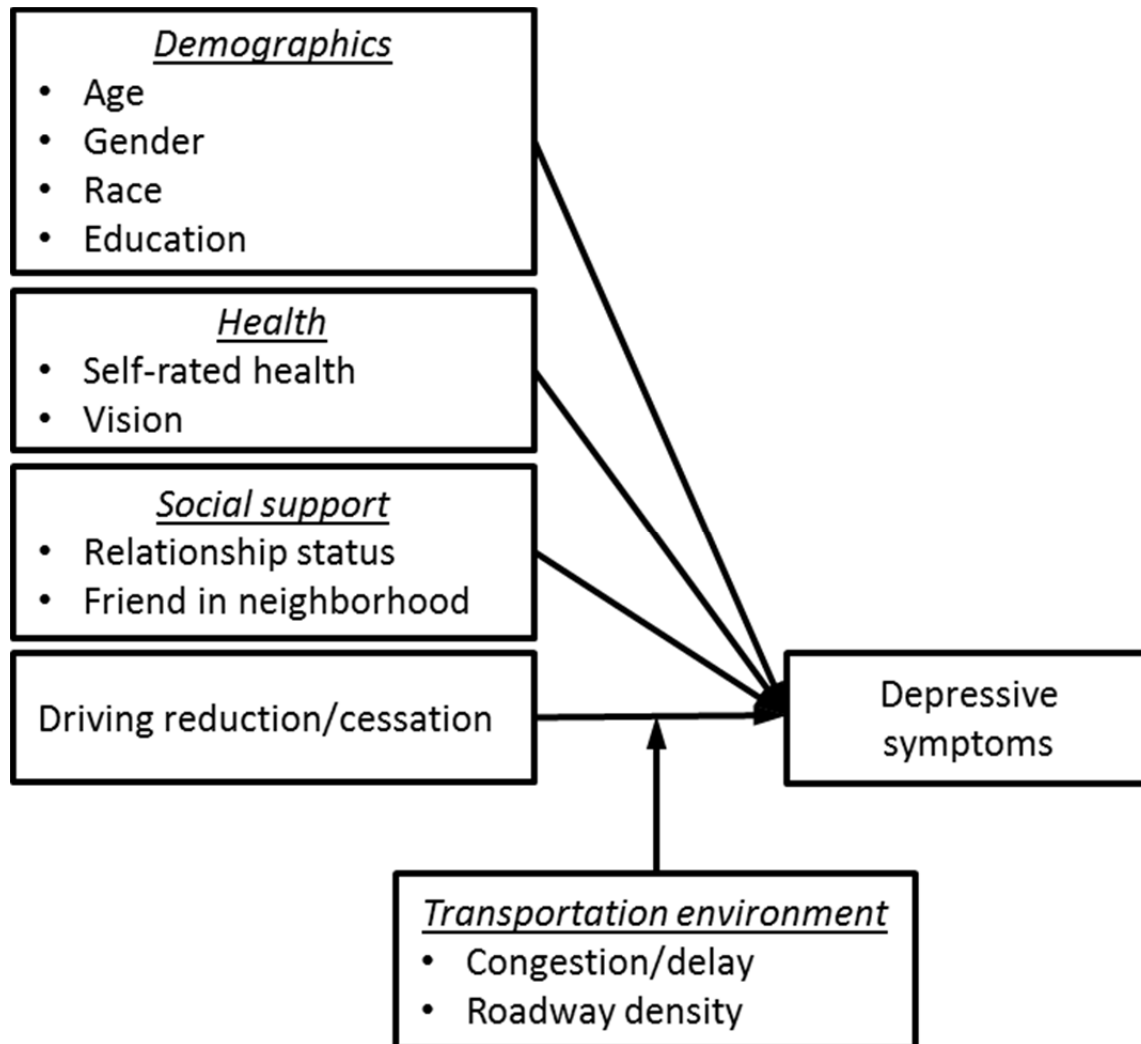 Demographics
• Age
• Gender
• Race
• Education
Health
• Self-rated health
• Vision
Social support
• Relationship status
• Friend in neighborhood
Driving reduction/cessation
Depressive
symptoms
Transportation environment
• Congestion/delay
• Roadway density